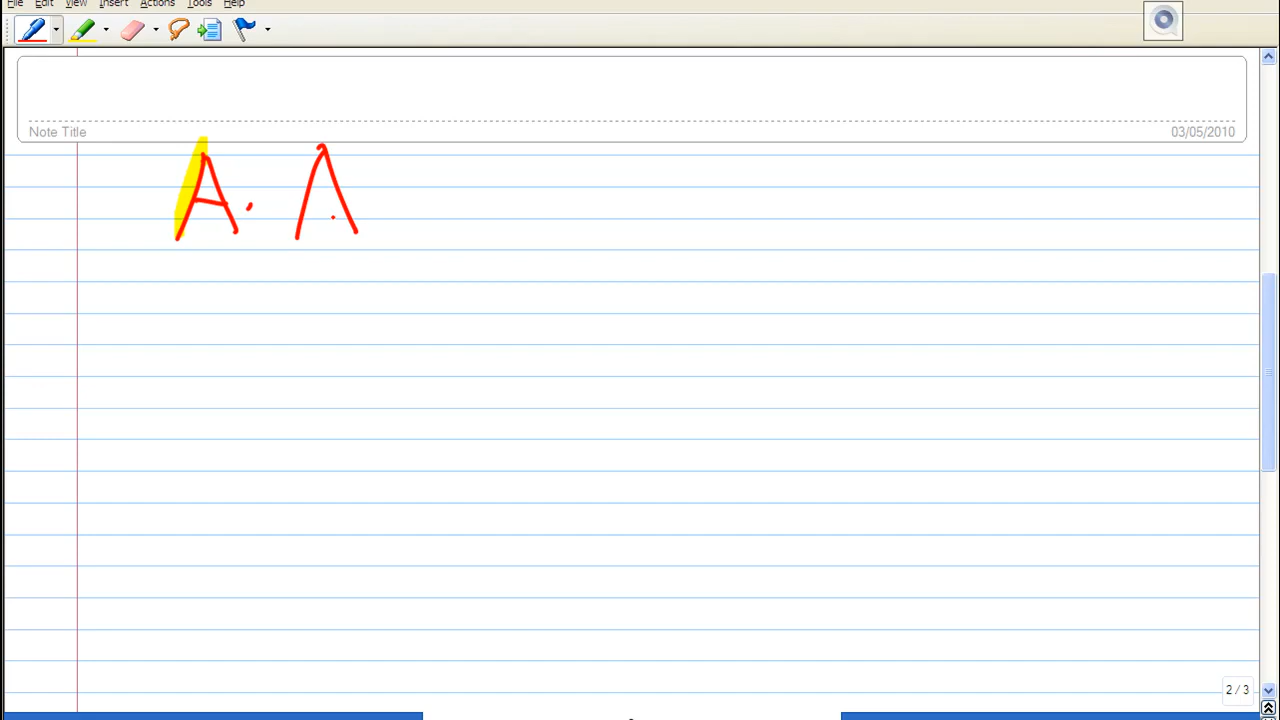 File Edit View Insert Actions Tools Help
Note Title
03/05/2010
A. Λ
2 / 3